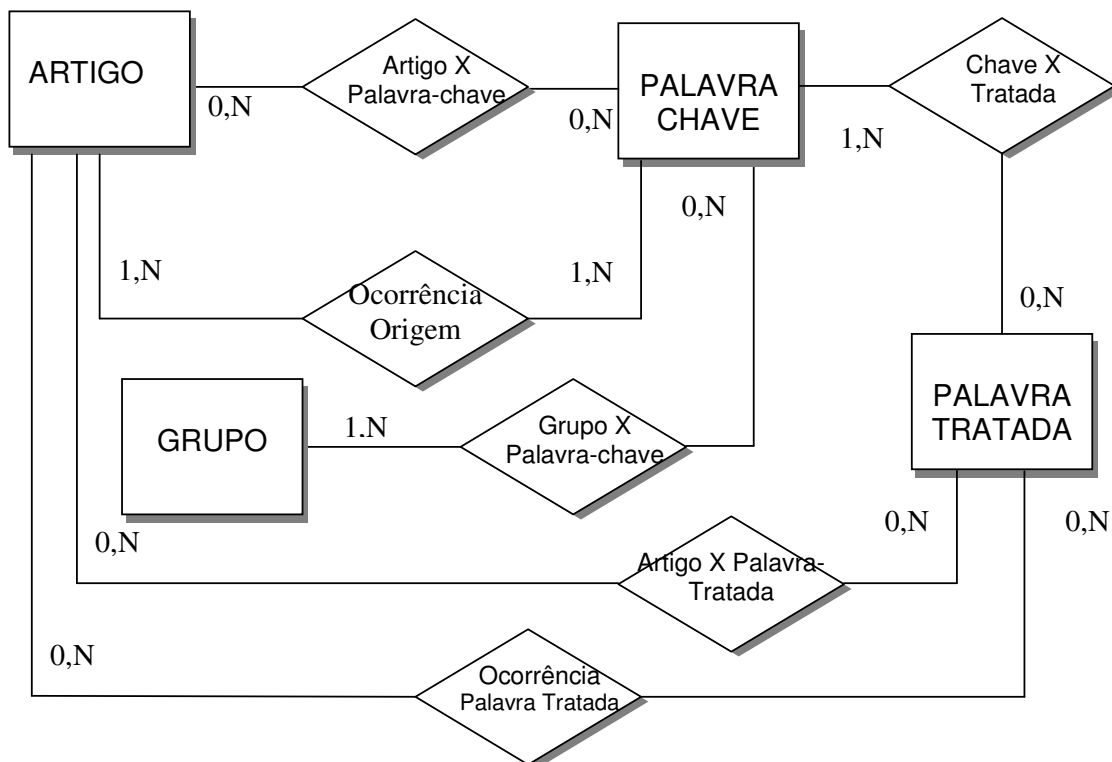 ARTIGO
Artigo X
Palavra-chave
PALAVRA
CHAVE
Chave X
Tratada
0,N
0,N
1,N
0,N
1,N
1,N
Ocorrência
Origem
0,N
GRUPO
1,N
Grupo X
Palavra-chave
PALAVRA
TRATADA
0,N
0,N
0,N
Artigo X Palavra-
Tratada
0,N
Ocorrência
Palavra Tratada